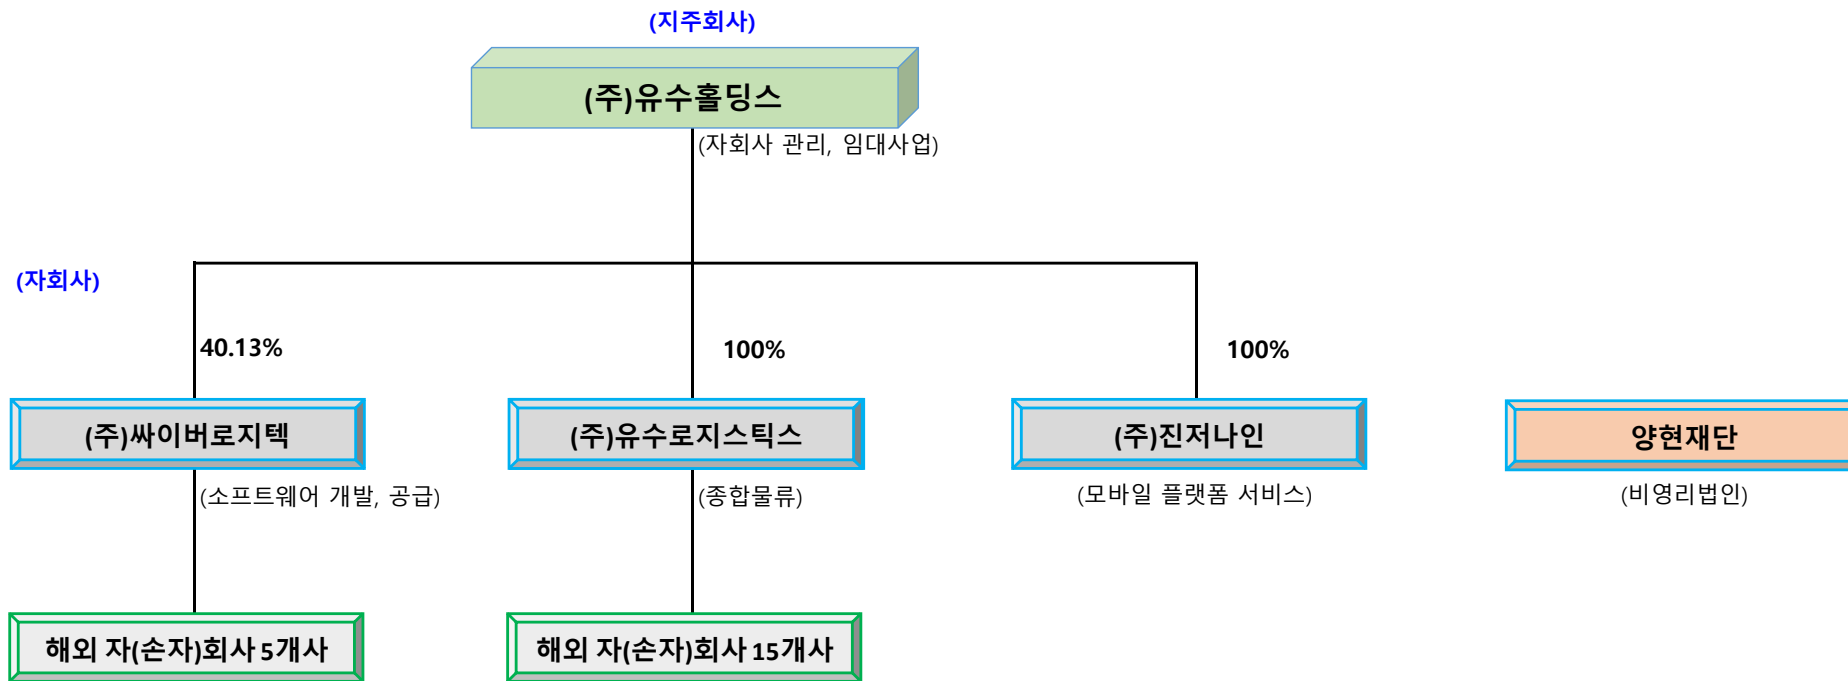 (지주회사)
(주)유수홀딩스
(자회사 관리, 임대사업)
(자회사)
40.13%
100%
100%
(주)싸이버로지텍
(주)유수로지스틱스
(주)진저나인
양현재단
(소프트웨어 개발, 공급)
(종합물류)
(모바일 플랫폼 서비스)
(비영리법인)
해외 자(손자)회사 5개사
해외 자(손자)회사 15개사